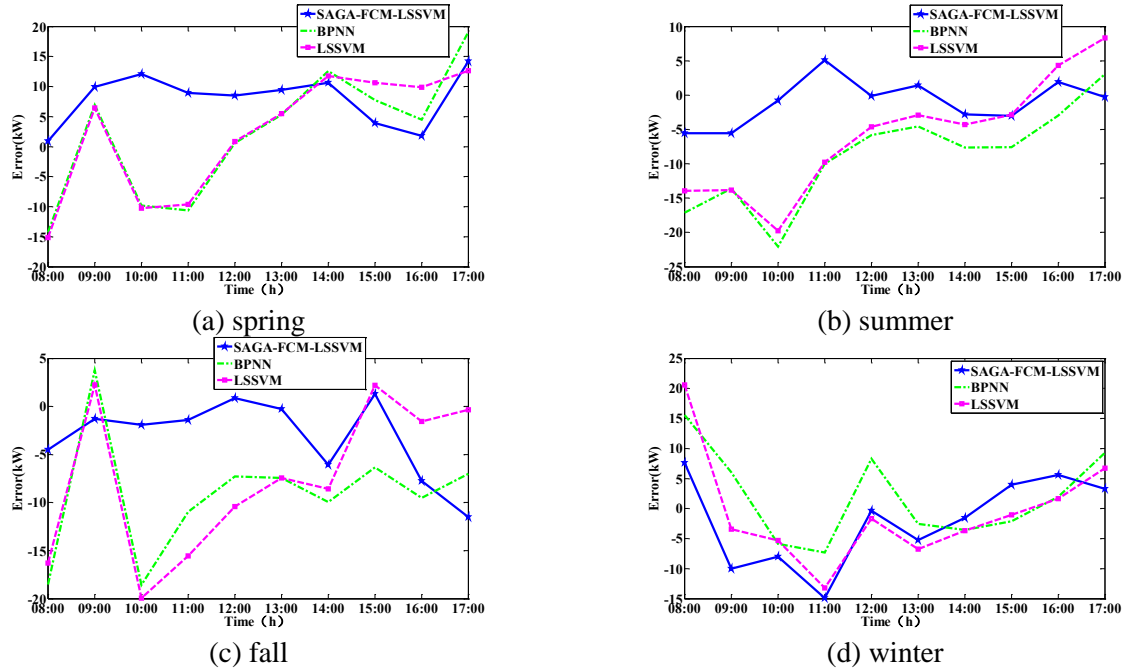 SAGA-FCM-LSSVM
BPNN
LSSVM
Error(kW)
20
15
10
5
0
-5
-10
-15
-20
08:00 09:00 10:00 11:00 12:00 13:00 14:00 15:00 16:00 17:00
Time（h）
(a) spring
SAGA-FCM-LSSVM
BPNN
LSSVM
Error(kW)
10
5
0
-5
-10
-15
-20
-25
08:00 09:00 10:00 11:00 12:00 13:00 14:00 15:00 16:00 17:00
Time（h）
(b) summer
SAGA-FCM-LSSVM
BPNN
LSSVM
Error(kW)
5
0
-5
-10
-15
-20
08:00 09:00 10:00 11:00 12:00 13:00 14:00 15:00 16:00 17:00
Time（h）
(c) fall
SAGA-FCM-LSSVM
BPNN
LSSVM
Error(kW)
25
20
15
10
5
0
-5
-10
-15
08:00 09:00 10:00 11:00 12:00 13:00 14:00 15:00 16:00 17:00
Time（h）
(d) winter